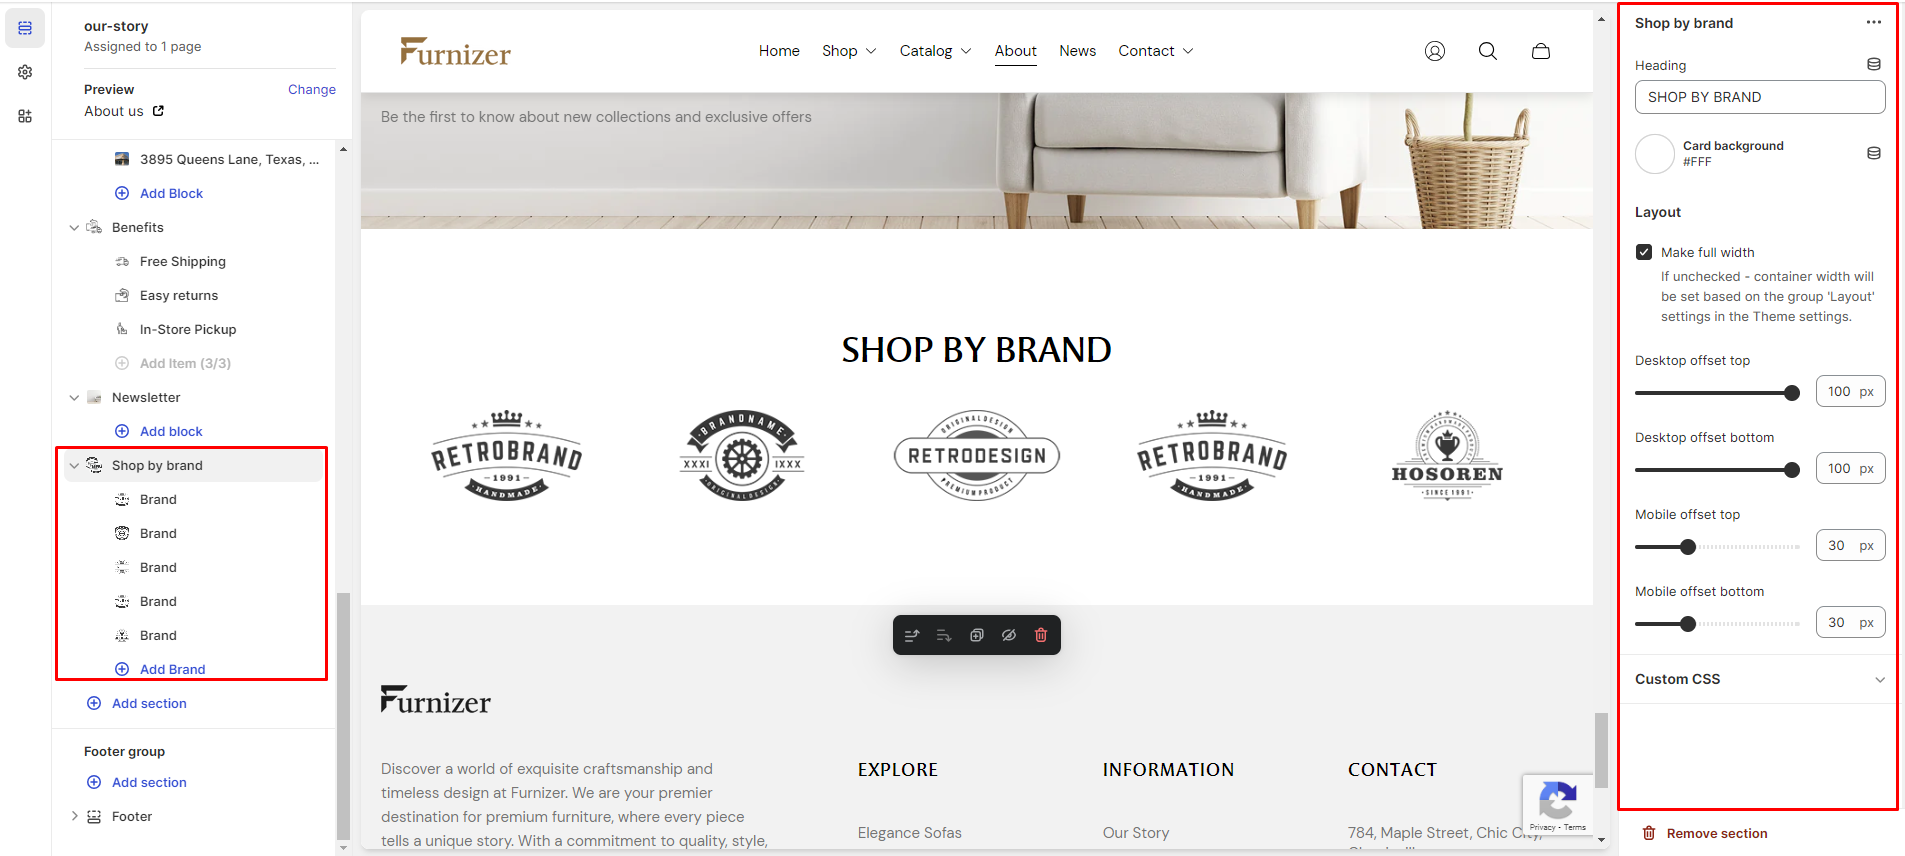 our-story
Assigned to 1 page
Preview
Change
About us
3895 Queens Lane, Texas, ...
Add Block
Benefits
Free Shipping
Easy returns
In-Store Pickup
Add Item (3/3)
Newsletter
Add block
Shop by brand
Brand
Brand
Brand
Brand
Brand
Add Brand
Add section
Footer group
Add section
Footer
Furnizer
Home
Shop
Catalog
About
News
Contact
Be the first to know about new collections and exclusive offers
SHOP BY BRAND
RETROBRAND
1991
HANDMADE
BRANDNAME
XXXI
IXXX
ORIGINAL DESIGN
ORIGINAL DESIGN
RETRODESIGN
PREMIUM PRODUCT
RETROBRAND
1991
HANDMADE
HOSOREN
SINCE 1991
Furnizer
Discover a world of exquisite craftsmanship and
timeless design at Furnizer. We are your premier
destination for premium furniture, where every piece
tells a unique story. With a commitment to quality, style,
EXPLORE
Elegance Sofas
INFORMATION
Our Story
CONTACT
784, Maple Street, Chic City,
Privacy - Terms
Shop by brand
Heading
SHOP BY BRAND
Card background
#FFF
Layout
Make full width
If unchecked - container width will
be set based on the group 'Layout'
settings in the Theme settings.
Desktop offset top
100 px
Desktop offset bottom
100 px
Mobile offset top
30 px
Mobile offset bottom
30 px
Custom CSS
Remove section